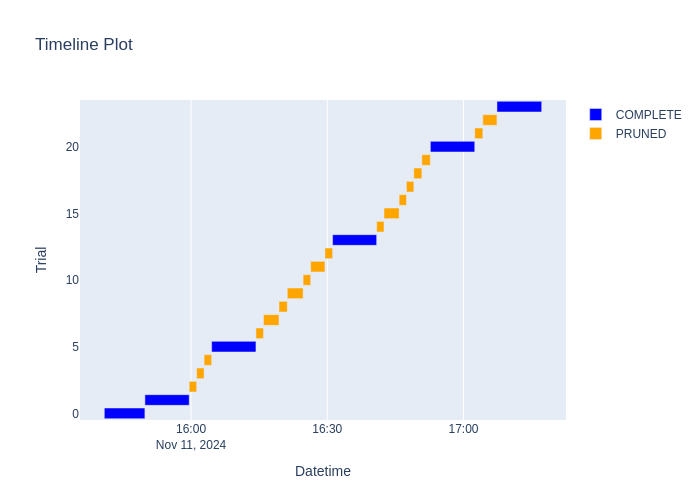 Timeline Plot
COMPLETE
PRUNED
20
15
10
5
0
Trial
16:00
16:30
17:00
Nov 11, 2024
Datetime